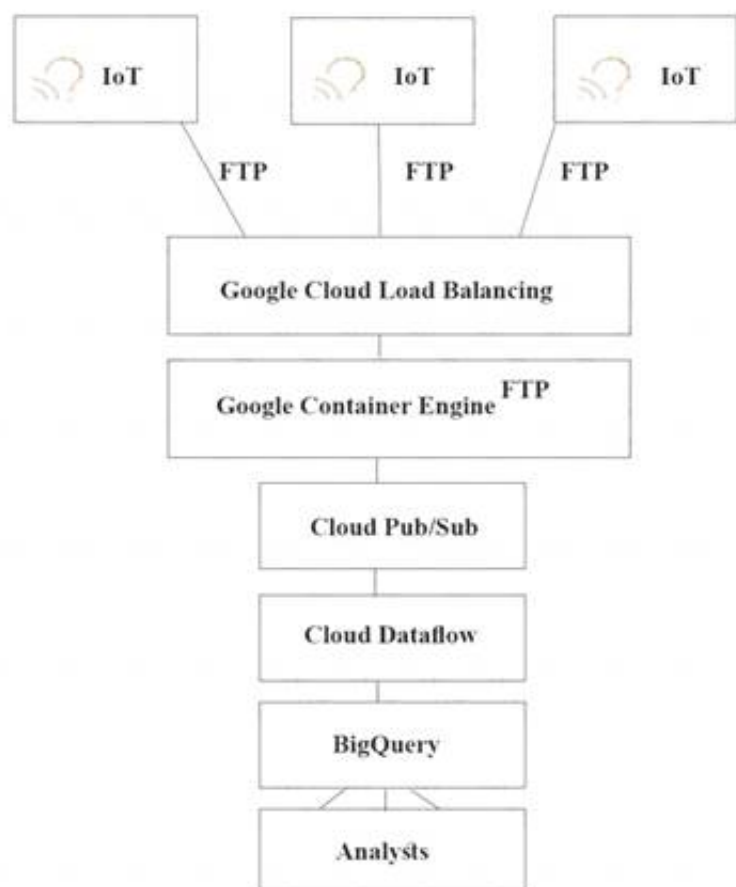 IoT
IoT
IoT
FTP
FTP
FTP
Google Cloud Load Balancing
Google Container Engine FTP
Cloud Pub/Sub
Cloud Dataflow
BigQuery
Analysts